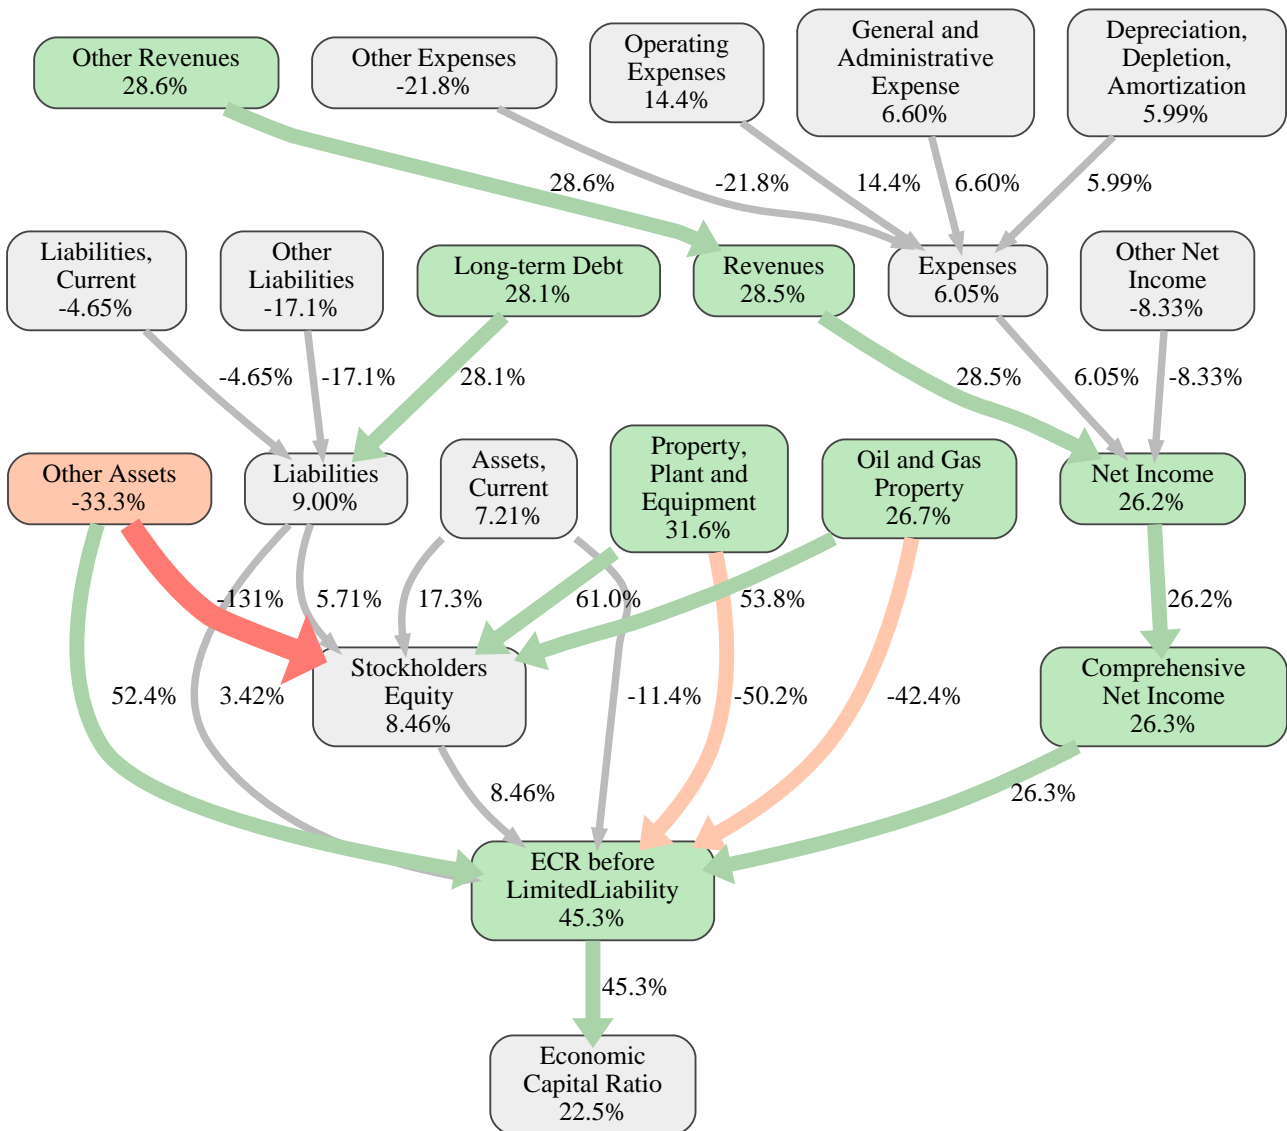 Other Revenues
28.6%
Other Expenses
-21.8%
Operating
Expenses
14.4%
General and
Administrative
Expense
6.60%
Depreciation,
Depletion,
Amortization
5.99%
28.6%
-21.8%
14.4%
6.60%
5.99%
Liabilities,
Current
-4.65%
Other
Liabilities
-17.1%
Long-term Debt
28.1%
Revenues
28.5%
Expenses
6.05%
Other Net
Income
-8.33%
-4.65%
-17.1%
28.1%
28.5%
6.05%
-8.33%
Other Assets
-33.3%
Liabilities
9.00%
Assets,
Current
7.21%
Property,
Plant and
Equipment
31.6%
Oil and Gas
Property
26.7%
Net Income
26.2%
-131%
5.71%
17.3%
61.0%
53.8%
26.2%
Stockholders
Equity
8.46%
Comprehensive
Net Income
26.3%
52.4%
3.42%
-11.4%
-50.2%
-42.4%
8.46%
26.3%
ECR before
LimitedLiability
45.3%
45.3%
Economic
Capital Ratio
22.5%